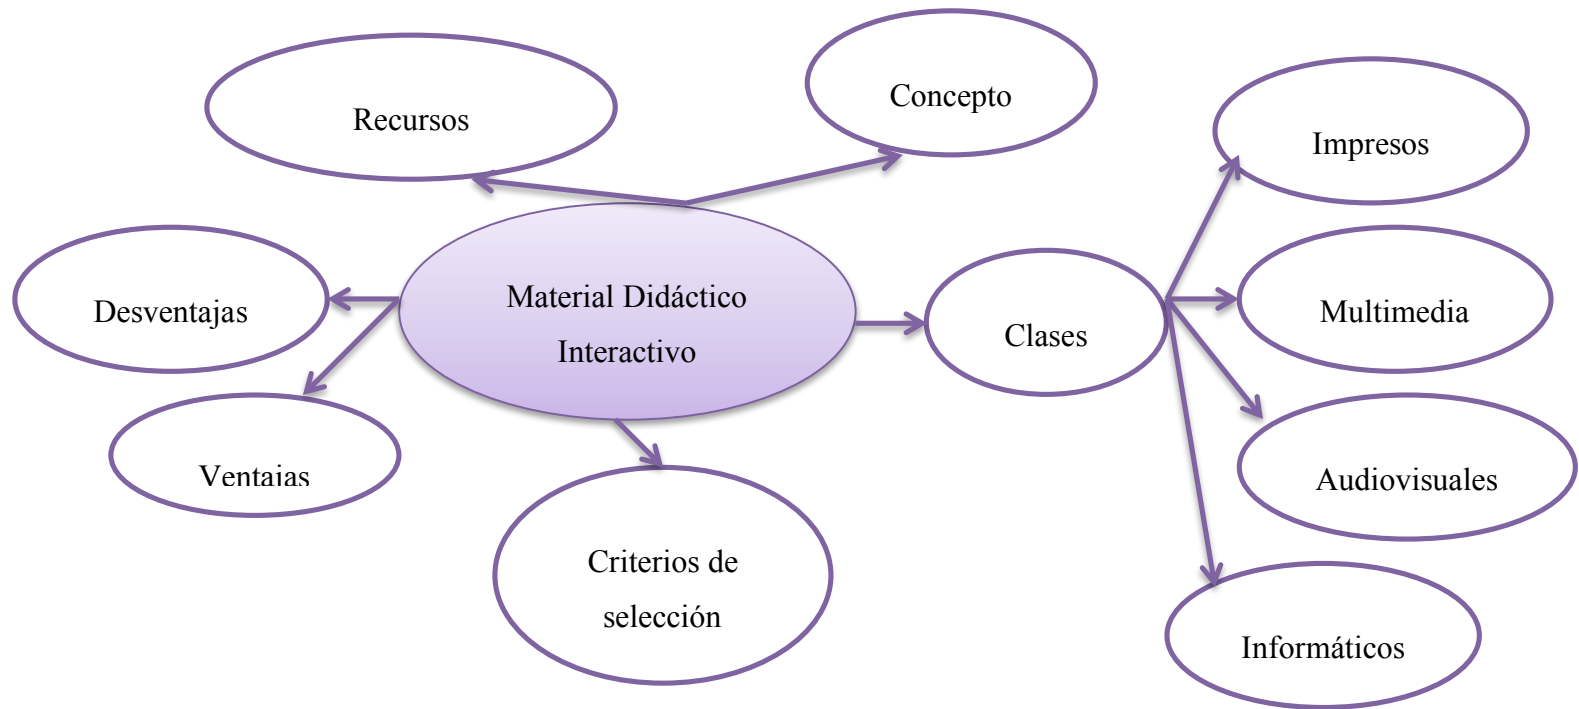 Recursos
Concepto
Impresos
Desventajas
Material Didáctico
Interactivo
Clases
Multimedia
Ventajas
Audiovisuales
Criterios de
selección
Informáticos